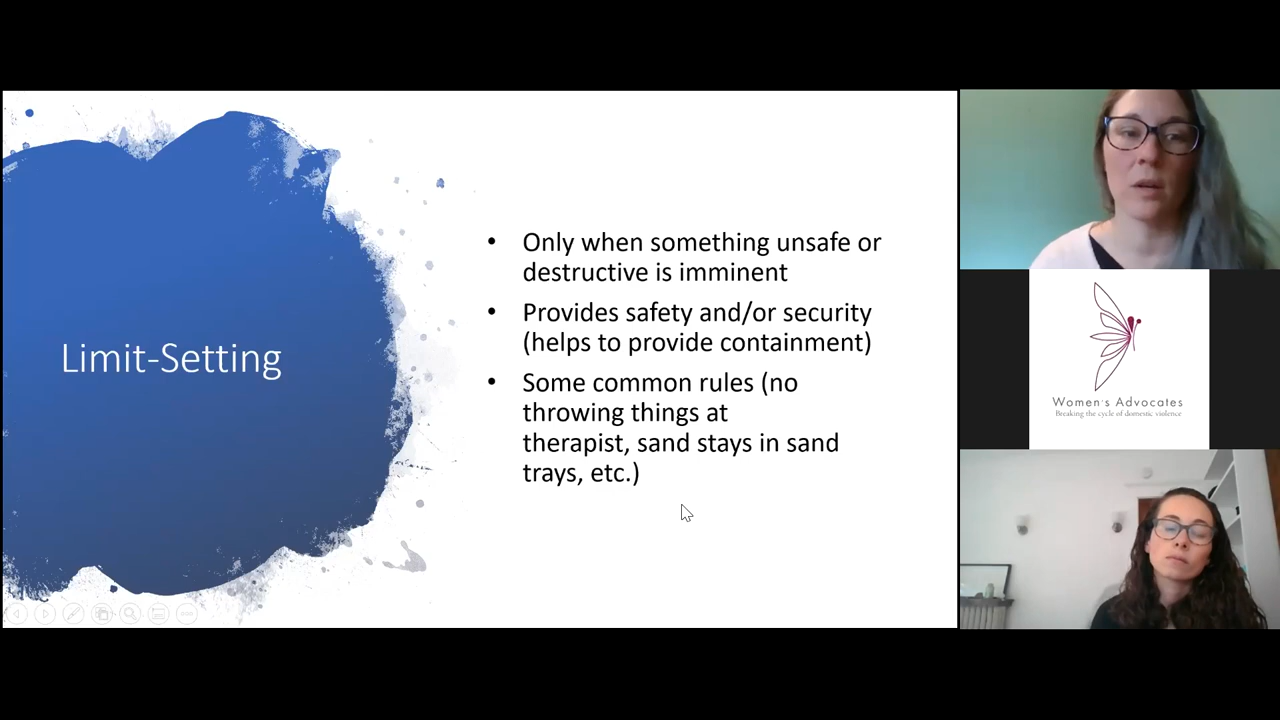 Limit-Setting
• Only when something unsafe or
destructive is imminent
• Provides safety and/or security
(helps to provide containment)
• Some common rules (no
throwing things at
therapist, sand stays in sand
trays, etc.)
Women's Advocates
Breaking the cycle of domestic violence